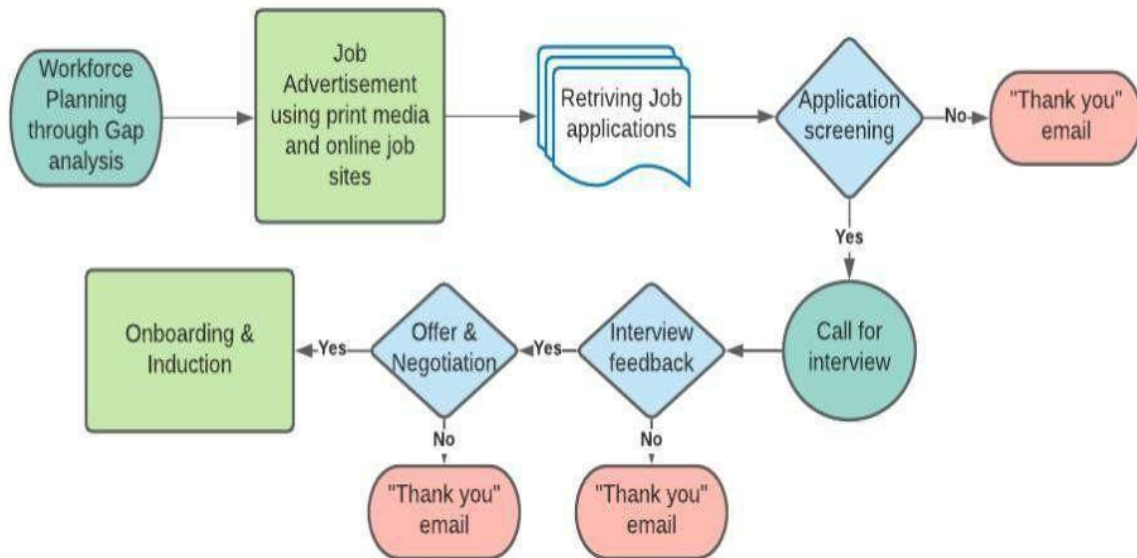 Workforce
Planning
through Gap
analysis
Job
Advertisement
using print media
and online job
sites
Retriving Job
applications
Application
screening
No
"Thank you"
email
Yes
Call for
interview
Interview
feedback
Yes
Offer &
Negotiation
Yes
Onboarding &
Induction
No
"Thank you"
email
No
"Thank you"
email